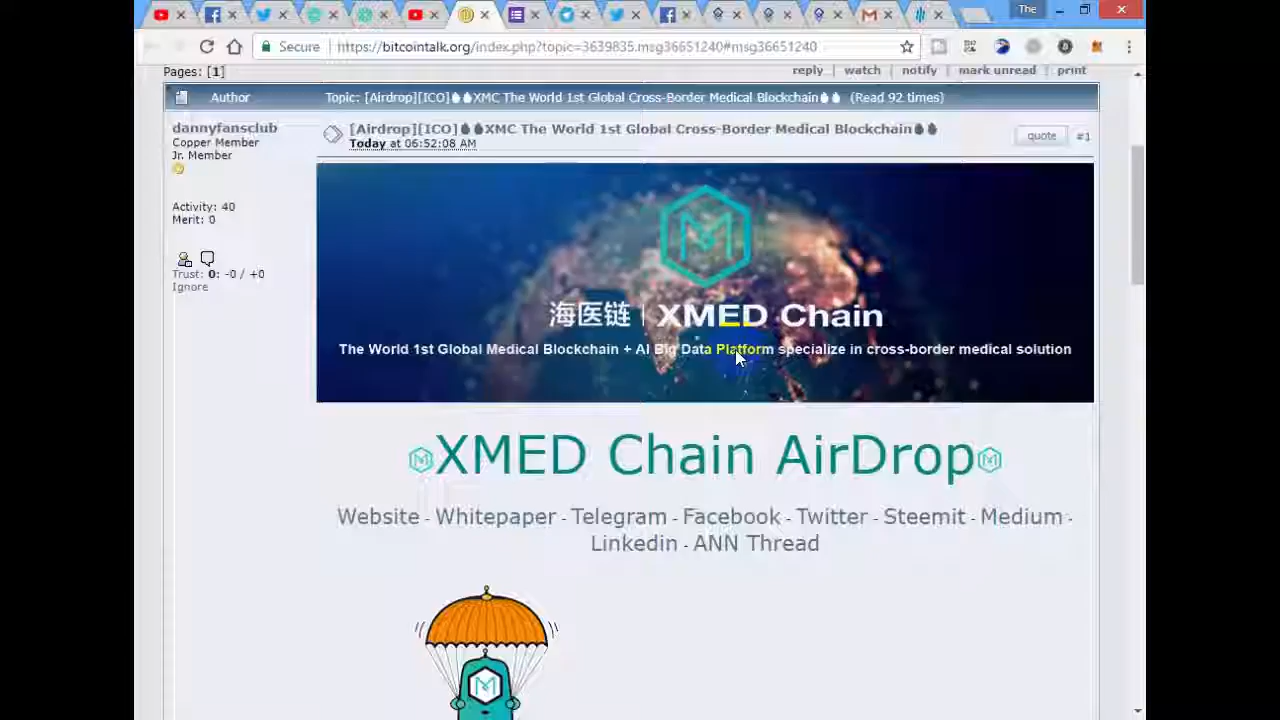 The
Secure
https://bitcointalk.org/index.php?topic=3639835.msg36651240#msg36651240
Pages: [1]
reply | watch | notify | mark unread | print
Author
Topic: [Airdrop][ICO]XMC The World 1st Global Cross-Border Medical Blockchain (Read 92 times)
dannyfansclub
Copper Member
Jr. Member
Activity: 40
Merit: 0
Trust: 0: -0 / +0
Ignore
[Airdrop][ICO]XMC The World 1st Global Cross-Border Medical Blockchain
Today at 06:52:08 AM
quote
#1
海医链 | XMED Chain
The World 1st Global Medical Blockchain + AI Big Data Platform specialize in cross-border medical solution
XMED Chain AirDrop
Website - Whitepaper - Telegram - Facebook - Twitter - Steemit - Medium -
Linkedin - ANN Thread